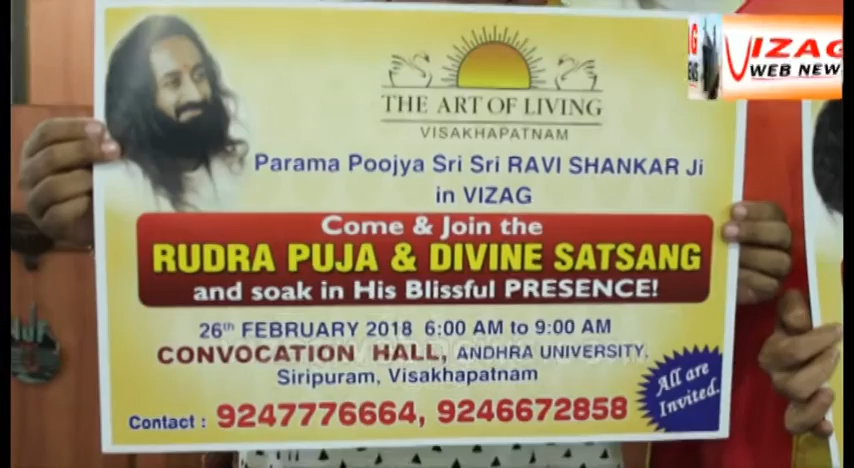 VIZAG
WEB NEW
THE ART OF LIVING
VISAKHAPATNAM
Parama Poojya Sri Sri RAVI SHANKAR Ji
in VIZAG
Come & Join the
RUDRA PUJA & DIVINE SATSANG
and soak in His Blissful PRESENCE!
26th FEBRUARY 2018 6:00 AM to 9:00 AM
CONVOCATION HALL, ANDHRA UNIVERSITY,
Siripuram, Visakhapatnam
All are
Invited.
Contact : 9247776664, 9246672858